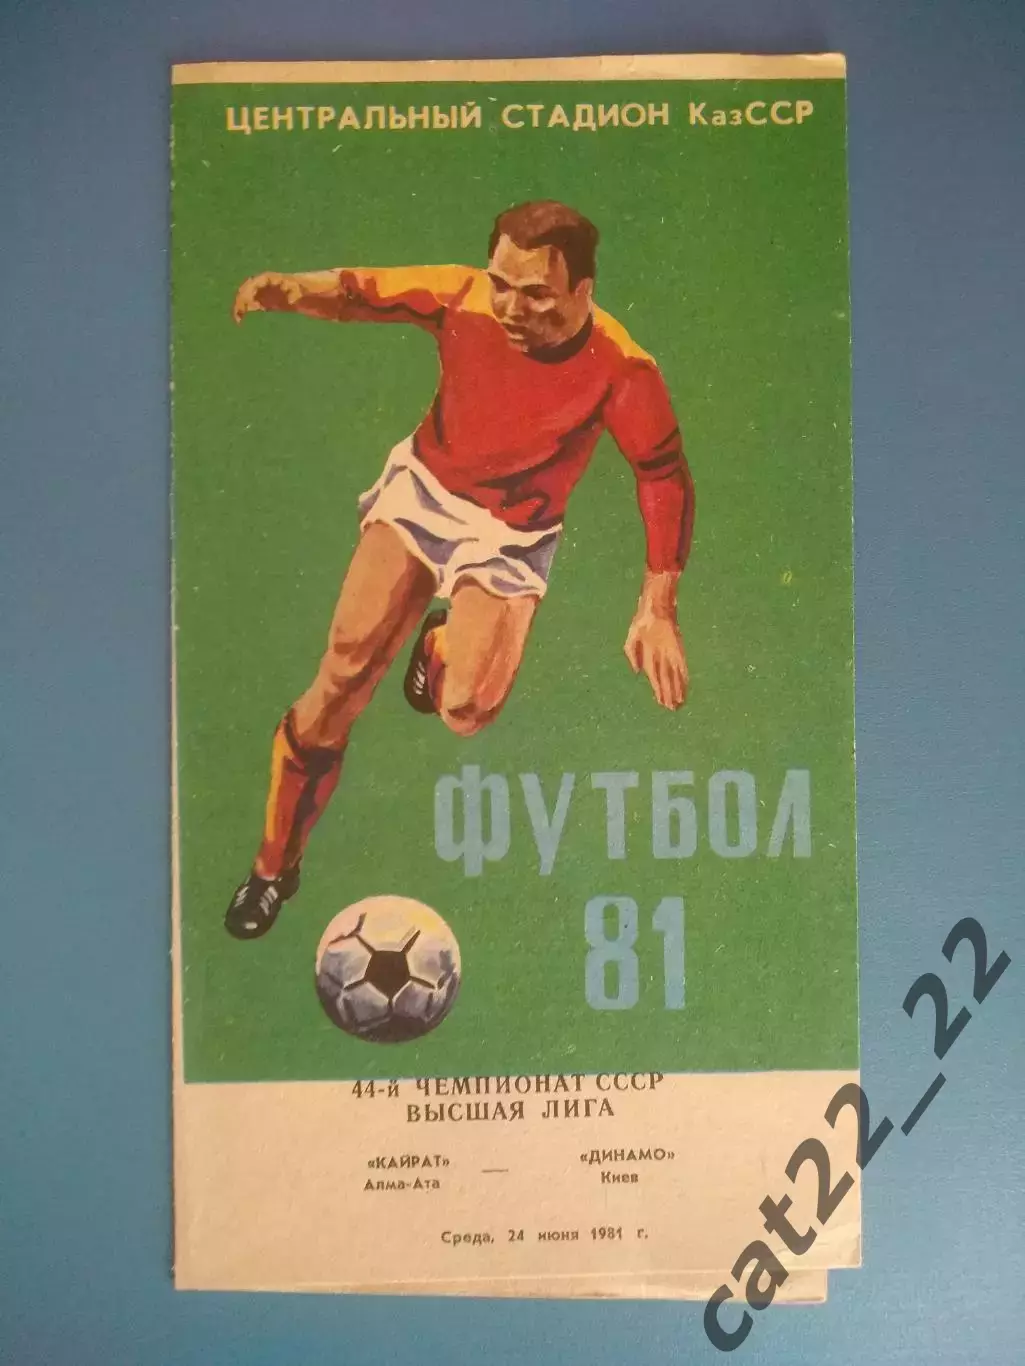 ЦЕНТРАЛЬНЫЙ СТАДИОН КазССР
ФУТБОЛ
81
44-й ЧЕМПИОНАТ СССР
ВЫСШАЯ ЛИГА
«КАЙРАТ» — «ДИНАМО»
Алма-Ата Киев
Среда, 24 июня 1981 г.
cat22_22